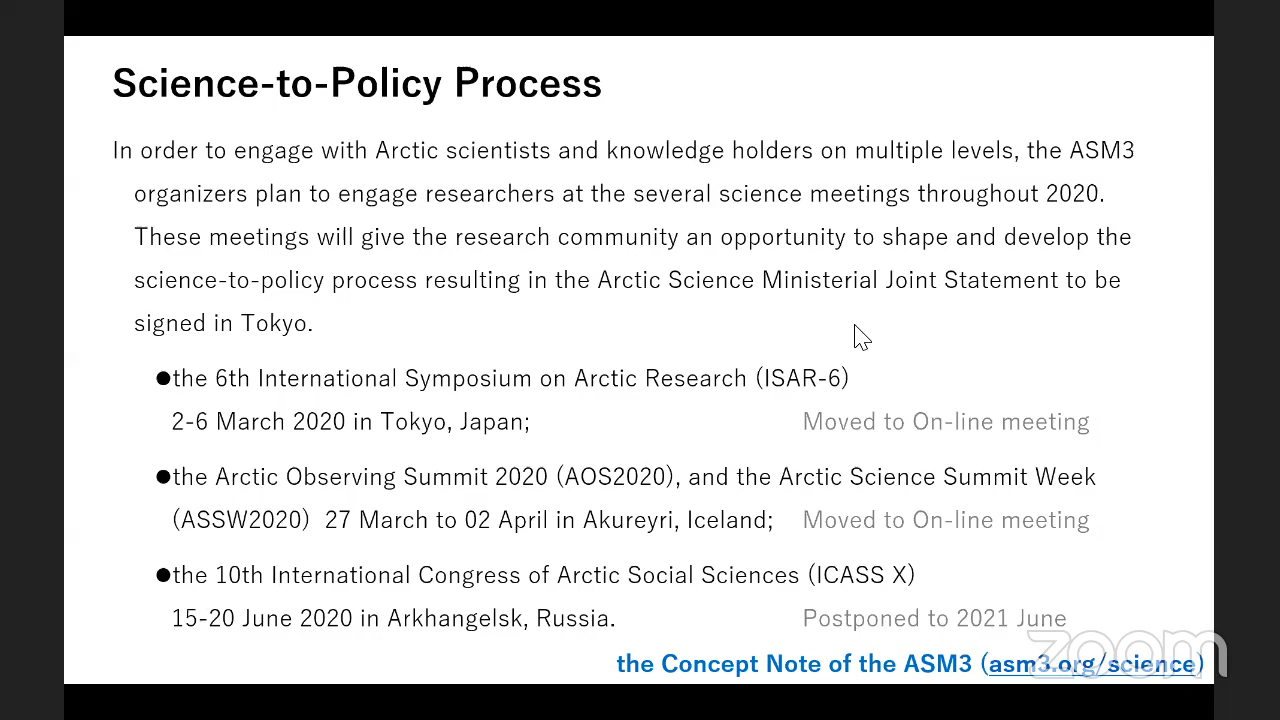 Science-to-Policy Process
In order to engage with Arctic scientists and knowledge holders on multiple levels, the ASM3
organizers plan to engage researchers at the several science meetings throughout 2020.
These meetings will give the research community an opportunity to shape and develop the
science-to-policy process resulting in the Arctic Science Ministerial Joint Statement to be
signed in Tokyo.
●the 6th International Symposium on Arctic Research (ISAR-6)
2-6 March 2020 in Tokyo, Japan; Moved to On-line meeting
●the Arctic Observing Summit 2020 (AOS2020), and the Arctic Science Summit Week
(ASSW2020) 27 March to 02 April in Akureyri, Iceland; Moved to On-line meeting
●the 10th International Congress of Arctic Social Sciences (ICASS X)
15-20 June 2020 in Arkhangelsk, Russia. Postponed to 2021 June
the Concept Note of the ASM3 (asm3.org/science)
zoom